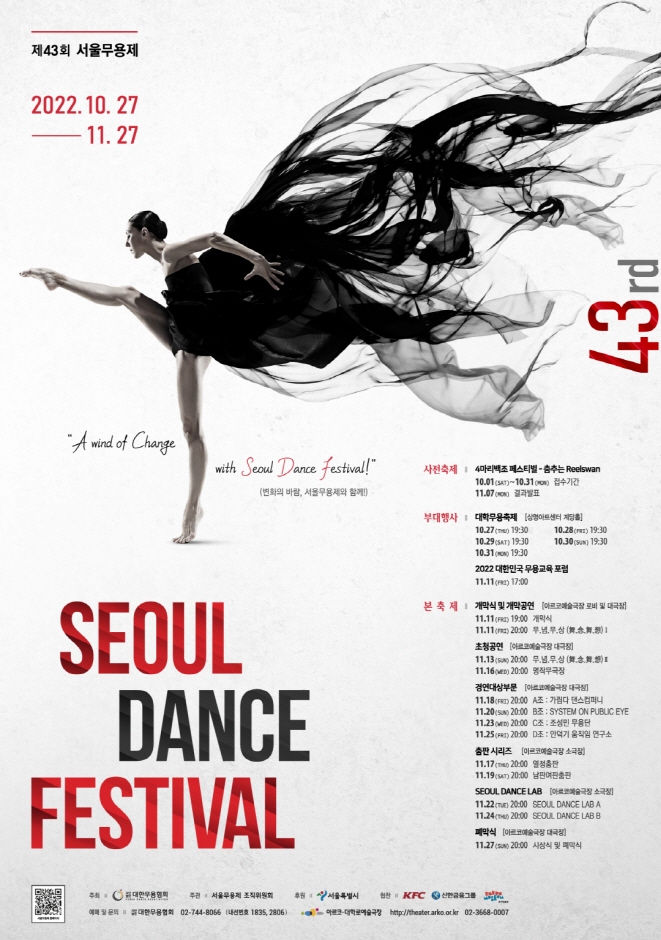 제43회 서울무용제
2022.10. 27
11. 27
43rd
"A wind of Change
with Seoul Dance Festival!"
(변화의 바람, 서울무용제와 함께!)
사전축제 4마리백조 페스티벌 - 춤추는 Reelswan
10.01(SAT)~10.31(MON) 접수기간
11.07(MON) 결과발표
부대행사 대학무용축제 [상명아트센터 계당홀]
10.27(THU) 19:30 10.28(FRI) 19:30
10.29(SAT) 19:30 10.30(SUN) 19:30
10.31(MON) 19:30
2022 대한민국 무용교육 포럼
11.11(FRI) 17:00
본 축 제 개막식 및 개막공연 [아르코예술극장 로비 및 대극장]
11.11(FRI) 19:00 개막식
11.11(FRI) 20:00 무.념.무.상 (舞.念.舞.想) I
초청공연 [아르코예술극장 대극장]
11.13(SUN) 20:00 무.념.무.상 (舞.念.舞.想) II
11.16(WED) 20:00 명작무극장
경연대상부문 [아르코예술극장 대극장]
11.18(FRI) 20:00 A조 : 가림다 댄스컴퍼니
11.20(SUN) 20:00 B조 : SYSTEM ON PUBLIC EYE
11.23(WED) 20:00 C조 : 조성민 무용단
11.25(FRI) 20:00 D조 : 안덕기 움직임 연구소
춤판 시리즈 [아르코예술극장 소극장]
11.17(THU) 20:00 열정춤판
11.19(SAT) 20:00 남판여판춤판
SEOUL DANCE LAB [아르코예술극장 소극장]
11.22(TUE) 20:00 SEOUL DANCE LAB A
11.24(THU) 20:00 SEOUL DANCE LAB B
폐막식 [아르코예술극장 대극장]
11.27(SUN) 20:00 시상식 및 폐막식
SEOUL
DANCE
FESTIVAL
주최 대한무용협회 주관 서울무용제 조직위원회 후원 서울특별시 협찬 KFC 신한금융그룹
예매 및 문의 대한무용협회 02-744-8066 (내선번호 1835, 2806) 아르코·대학로예술극장 http://theater.arko.or.kr 02-3668-0007